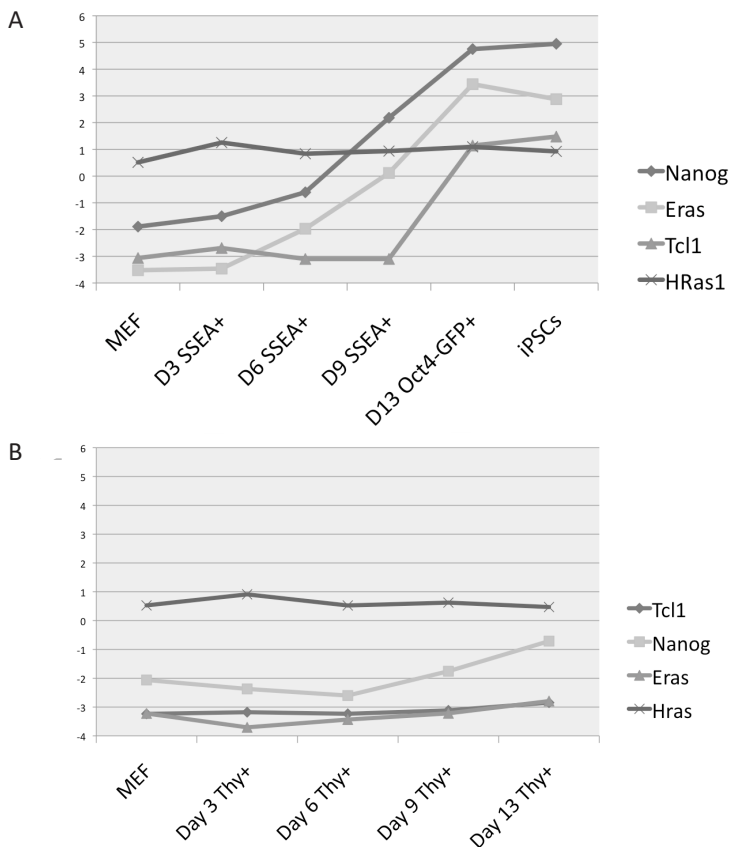 A
6
5
4
3
2
1
0
-1
-2
-3
-4
MEF
D3 SSEA+
D6 SSEA+
D9 SSEA+
D13 Oct4-GFP+
iPSCs
Nanog
Eras
Tcl1
HRas1
B
6
5
4
3
2
1
0
-1
-2
-3
-4
MEF
Day 3 Thy+
Day 6 Thy+
Day 9 Thy+
Day 13 Thy+
Tcl1
Nanog
Eras
Hras